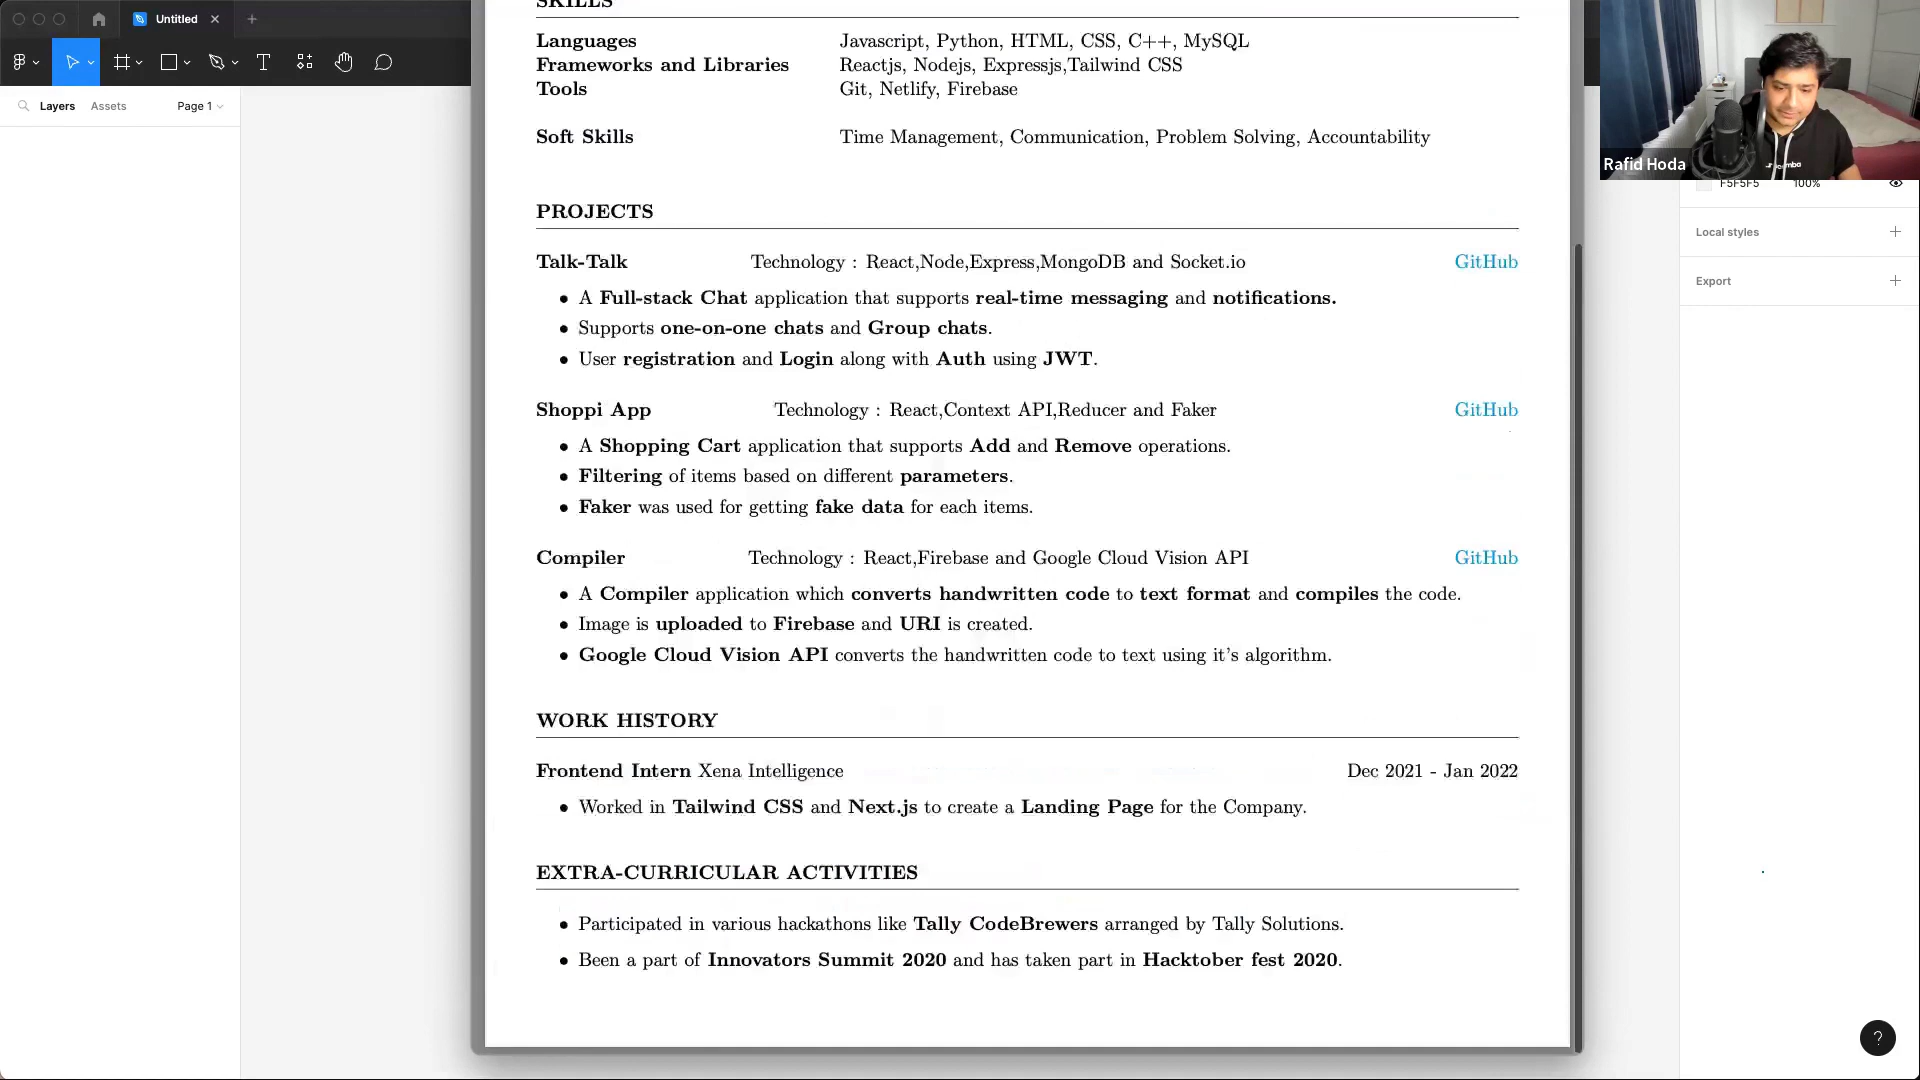 Untitled
Layers
Assets
Page 1
SKILLS
Languages Javascript, Python, HTML, CSS, C++, MySQL
Frameworks and Libraries Reactjs, Nodejs, Expressjs,Tailwind CSS
Tools Git, Netlify, Firebase
Soft Skills Time Management, Communication, Problem Solving, Accountability
PROJECTS
Talk-Talk Technology : React,Node,Express,MongoDB and Socket.io GitHub
• A Full-stack Chat application that supports real-time messaging and notifications.
• Supports one-on-one chats and Group chats.
• User registration and Login along with Auth using JWT.
Shoppi App Technology : React,Context API,Reducer and Faker GitHub
• A Shopping Cart application that supports Add and Remove operations.
• Filtering of items based on different parameters.
• Faker was used for getting fake data for each items.
Compiler Technology : React,Firebase and Google Cloud Vision API GitHub
• A Compiler application which converts handwritten code to text format and compiles the code.
• Image is uploaded to Firebase and URI is created.
• Google Cloud Vision API converts the handwritten code to text using it's algorithm.
WORK HISTORY
Frontend Intern Xena Intelligence Dec 2021 - Jan 2022
• Worked in Tailwind CSS and Next.js to create a Landing Page for the Company.
EXTRA-CURRICULAR ACTIVITIES
• Participated in various hackathons like Tally CodeBrewers arranged by Tally Solutions.
• Been a part of Innovators Summit 2020 and has taken part in Hacktober fest 2020.
Rafid Hoda
F5F5F5 100%
Local styles
Export
?